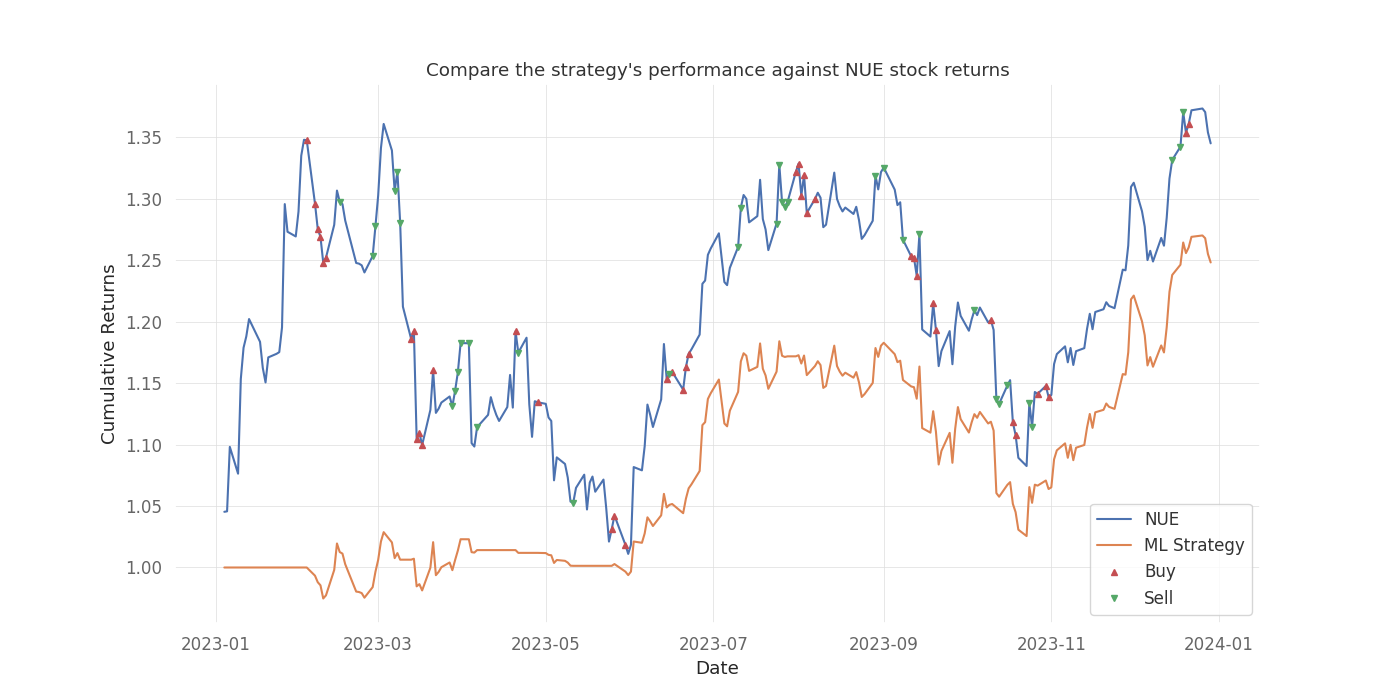 Compare the strategy's performance against NUE stock returns
Cumulative Returns
1.35
1.30
1.25
1.20
1.15
1.10
1.05
1.00
NUE
ML Strategy
Buy
Sell
2023-01 2023-03 2023-05 2023-07 2023-09 2023-11 2024-01
Date